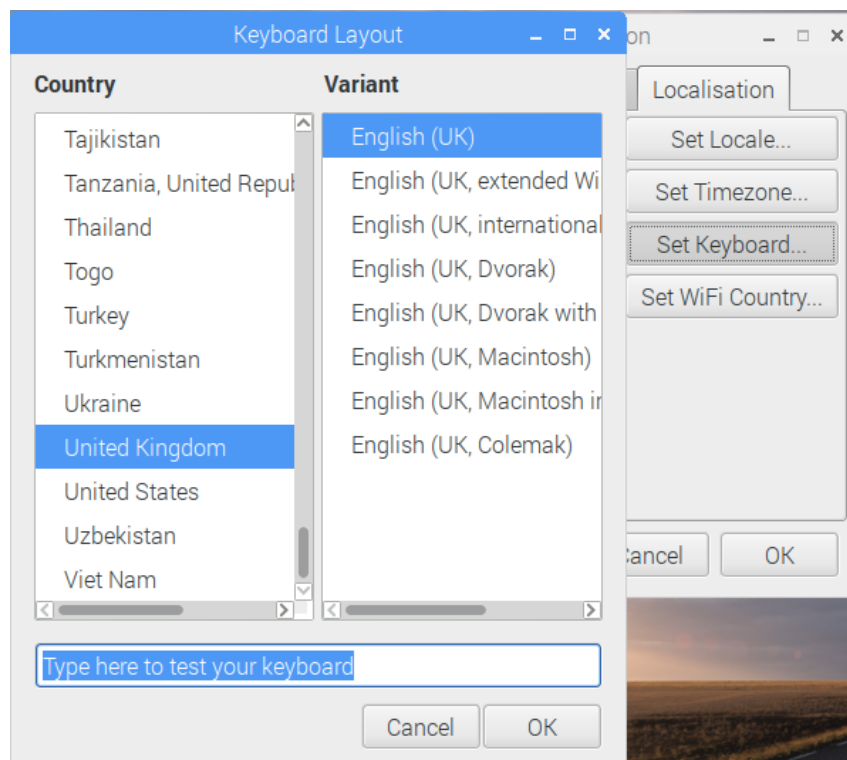 Keyboard Layout
on
Country
Variant
Localisation
Tajikistan
Tanzania, United Repub
Thailand
Togo
Turkey
Turkmenistan
Ukraine
United Kingdom
United States
Uzbekistan
Viet Nam
English (UK)
English (UK, extended Wi
English (UK, international
English (UK, Dvorak)
English (UK, Dvorak with
English (UK, Macintosh)
English (UK, Macintosh in
English (UK, Colemak)
Set Locale...
Set Timezone...
Set Keyboard...
Set WiFi Country...
Cancel
OK
Type here to test your keyboard
Cancel
OK